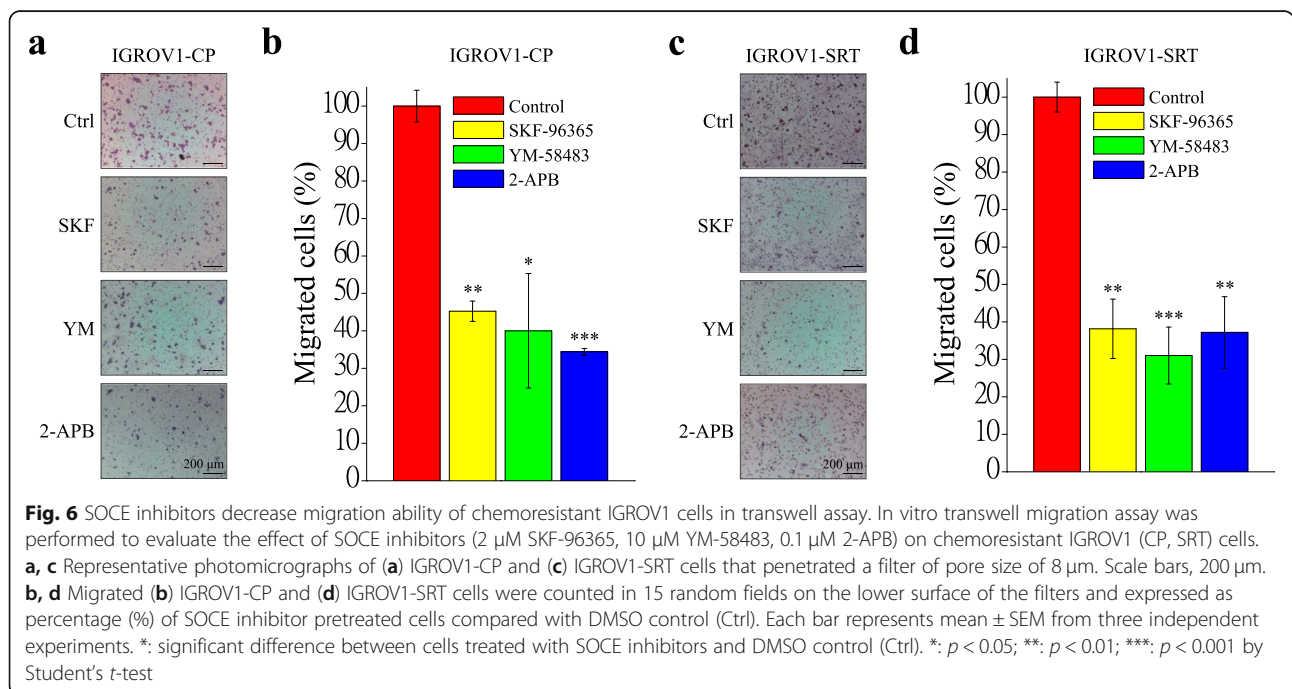 a
IGROV1-CP
Ctrl
SKF
YM
2-APB
200 μm
b
IGROV1-CP
Migrated cells (%)
100
90
80
70
60
50
40
30
20
10
0
Control
SKF-96365
YM-58483
2-APB
**
*
***
c
IGROV1-SRT
Ctrl
SKF
YM
2-APB
200 μm
d
IGROV1-SRT
Migrated cells (%)
100
90
80
70
60
50
40
30
20
10
0
Control
SKF-96365
YM-58483
2-APB
**
***
**
Fig. 6 SOCE inhibitors decrease migration ability of chemoresistant IGROV1 cells in transwell assay. In vitro transwell migration assay was
performed to evaluate the effect of SOCE inhibitors (2 μM SKF-96365, 10 μM YM-58483, 0.1 μM 2-APB) on chemoresistant IGROV1 (CP, SRT) cells.
a, c Representative photomicrographs of (a) IGROV1-CP and (c) IGROV1-SRT cells that penetrated a filter of pore size of 8 μm. Scale bars, 200 μm.
b, d Migrated (b) IGROV1-CP and (d) IGROV1-SRT cells were counted in 15 random fields on the lower surface of the filters and expressed as
percentage (%) of SOCE inhibitor pretreated cells compared with DMSO control (Ctrl). Each bar represents mean ± SEM from three independent
experiments. *: significant difference between cells treated with SOCE inhibitors and DMSO control (Ctrl). *: p < 0.05; **: p < 0.01; ***: p < 0.001 by
Student's t-test